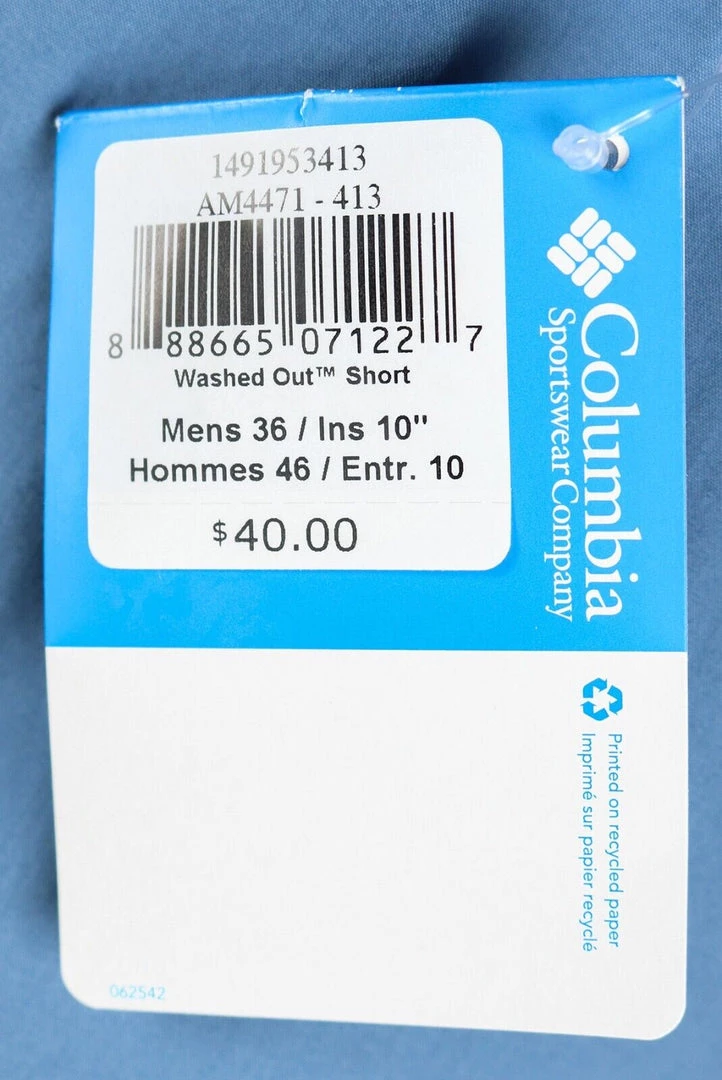 1491953413
AM4471 - 413
8 88665 07122 7
Washed Out™ Short
Mens 36 / Ins 10"
Hommes 46 / Entr. 10
$40.00
Columbia
Sportswear Company
Printed on recycled paper
Imprimé sur papier recyclé
062542